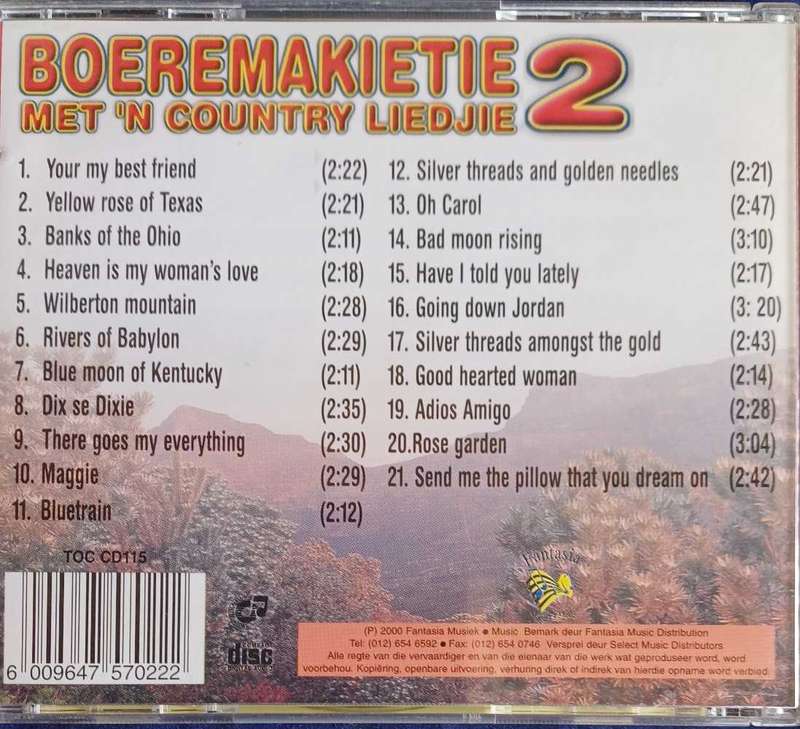 BOEREMAKIETIE 2
MET 'N COUNTRY LIEDJIE
1. Your my best friend (2:22)
2. Yellow rose of Texas (2:21)
3. Banks of the Ohio (2:11)
4. Heaven is my woman's love (2:18)
5. Wilberton mountain (2:28)
6. Rivers of Babylon (2:29)
7. Blue moon of Kentucky (2:11)
8. Dix se Dixie (2:35)
9. There goes my everything (2:30)
10. Maggie (2:29)
11. Bluetrain (2:12)
12. Silver threads and golden needles (2:21)
13. Oh Carol (2:47)
14. Bad moon rising (3:10)
15. Have I told you lately (2:17)
16. Going down Jordan (3: 20)
17. Silver threads amongst the gold (2:43)
18. Good hearted woman (2:14)
19. Adios Amigo (2:28)
20.Rose garden (3:04)
21. Send me the pillow that you dream on (2:42)
TOC CD115
6 009647 570222
disc
Fantasia
(P) 2000 Fantasia Musiek ● Music Bemark deur Fantasia Music Distribution
Tel: (012) 654 6592 ● Fax: (012) 654 0746 Versprei deur Select Music Distributors
Alle regte van die vervaardiger en van die eienaar van die werk wat geproduseer word, word
voorbehou. Kopiëring, openbare uitvoering, verhuring direk of indirek van hierdie opname word verbied